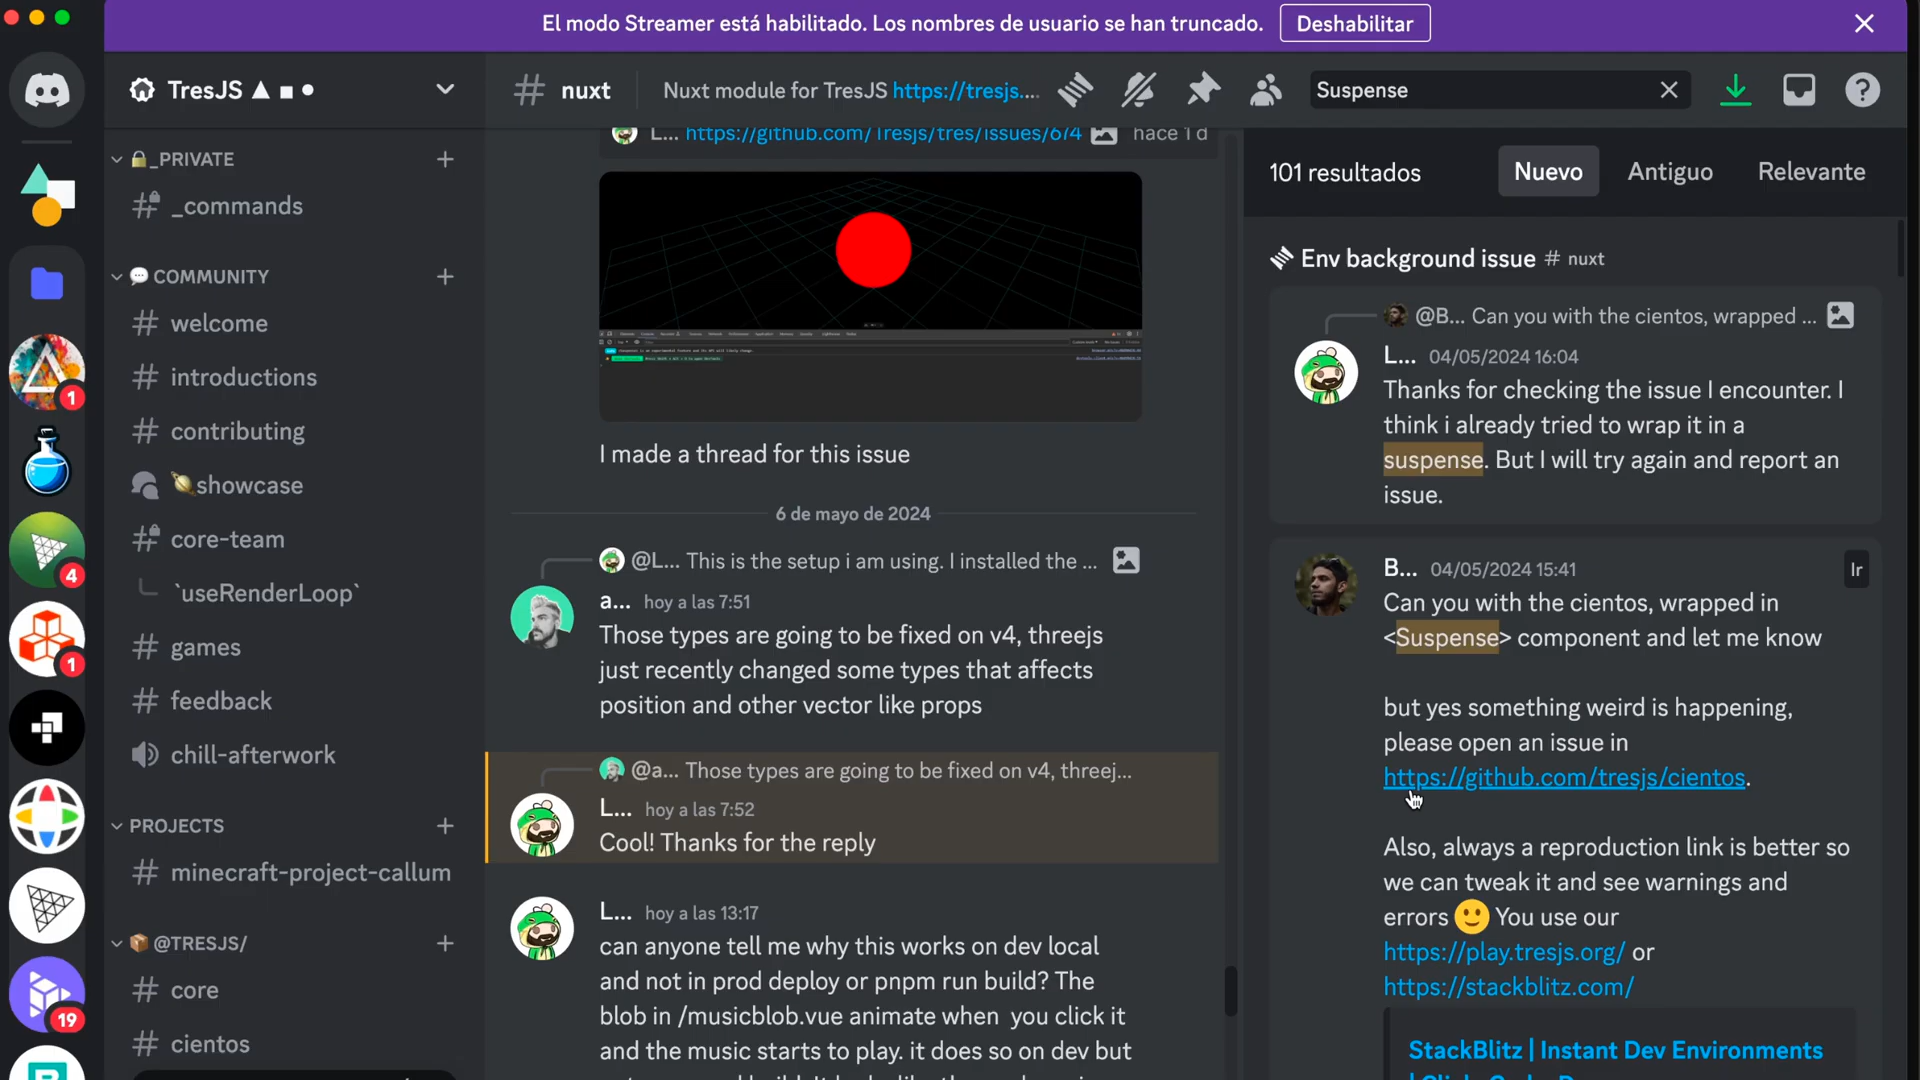 El modo Streamer está habilitado. Los nombres de usuario se han truncado.
Deshabilitar
TresJS ▲ ■ ●
nuxt
Nuxt module for TresJS https://tresjs....
Suspense
_PRIVATE
_commands
COMMUNITY
welcome
introductions
contributing
showcase
core-team
`useRenderLoop`
games
feedback
chill-afterwork
PROJECTS
minecraft-project-callum
@TRESJS/
core
cientos
1
4
1
19
L... https://github.com/Tresjs/tres/issues/674 hace 1 d
I made a thread for this issue
6 de mayo de 2024
@L... This is the setup i am using. I installed the ...
a... hoy a las 7:51
Those types are going to be fixed on v4, threejs
just recently changed some types that affects
position and other vector like props
@a... Those types are going to be fixed on v4, threej...
L... hoy a las 7:52
Cool! Thanks for the reply
L... hoy a las 13:17
can anyone tell me why this works on dev local
and not in prod deploy or pnpm run build? The
blob in /musicblob.vue animate when you click it
and the music starts to play. it does so on dev but
101 resultados
Nuevo
Antiguo
Relevante
Env background issue # nuxt
@B... Can you with the cientos, wrapped ...
L... 04/05/2024 16:04
Thanks for checking the issue I encounter. I
think i already tried to wrap it in a
suspense. But I will try again and report an
issue.
B... 04/05/2024 15:41
Ir
Can you with the cientos, wrapped in
<Suspense> component and let me know
but yes something weird is happening,
please open an issue in
https://github.com/tresjs/cientos.
Also, always a reproduction link is better so
we can tweak it and see warnings and
errors 🙂 You use our
https://play.tresjs.org/ or
https://stackblitz.com/
StackBlitz | Instant Dev Environments